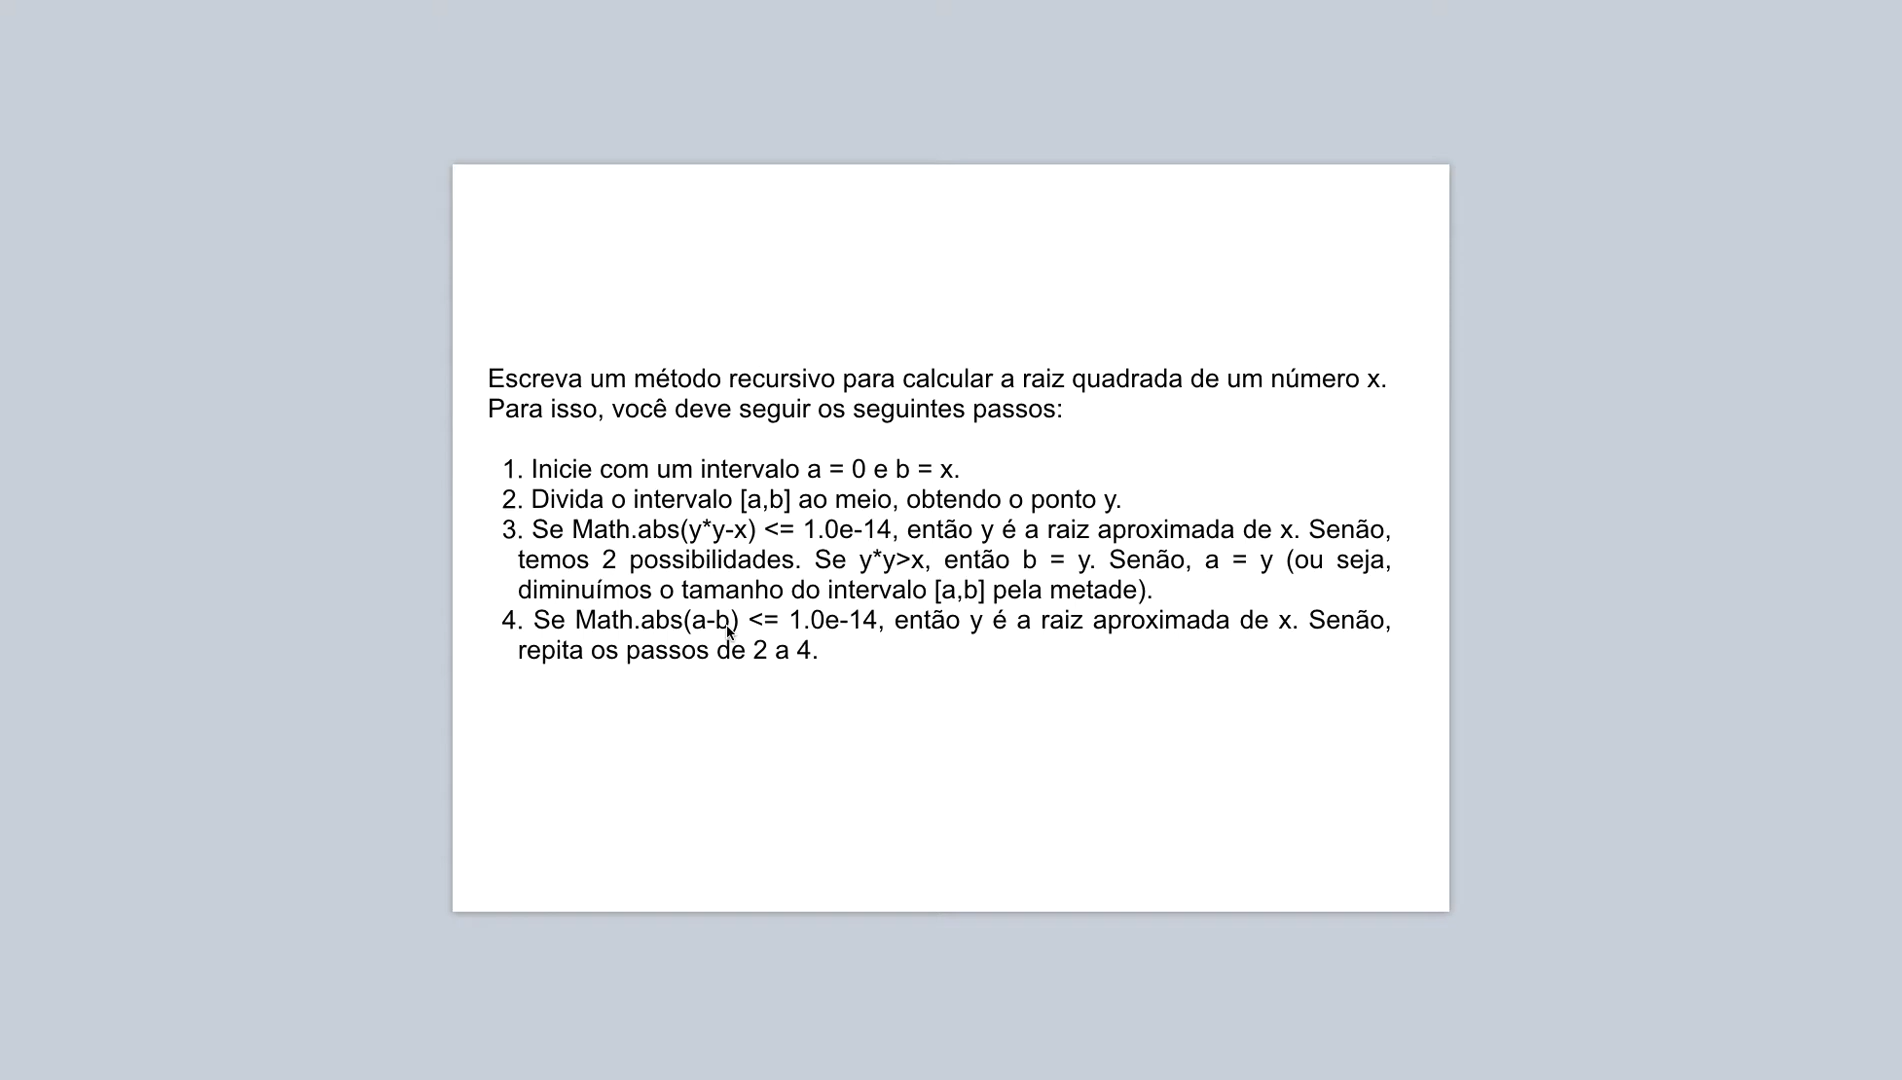 Escreva um método recursivo para calcular a raiz quadrada de um número x.
Para isso, você deve seguir os seguintes passos:
1. Inicie com um intervalo a = 0 e b = x.
2. Divida o intervalo [a,b] ao meio, obtendo o ponto y.
3. Se Math.abs(y*y-x) <= 1.0e-14, então y é a raiz aproximada de x. Senão,
temos 2 possibilidades. Se y*y>x, então b = y. Senão, a = y (ou seja,
diminuímos o tamanho do intervalo [a,b] pela metade).
4. Se Math.abs(a-b) <= 1.0e-14, então y é a raiz aproximada de x. Senão,
repita os passos de 2 a 4.